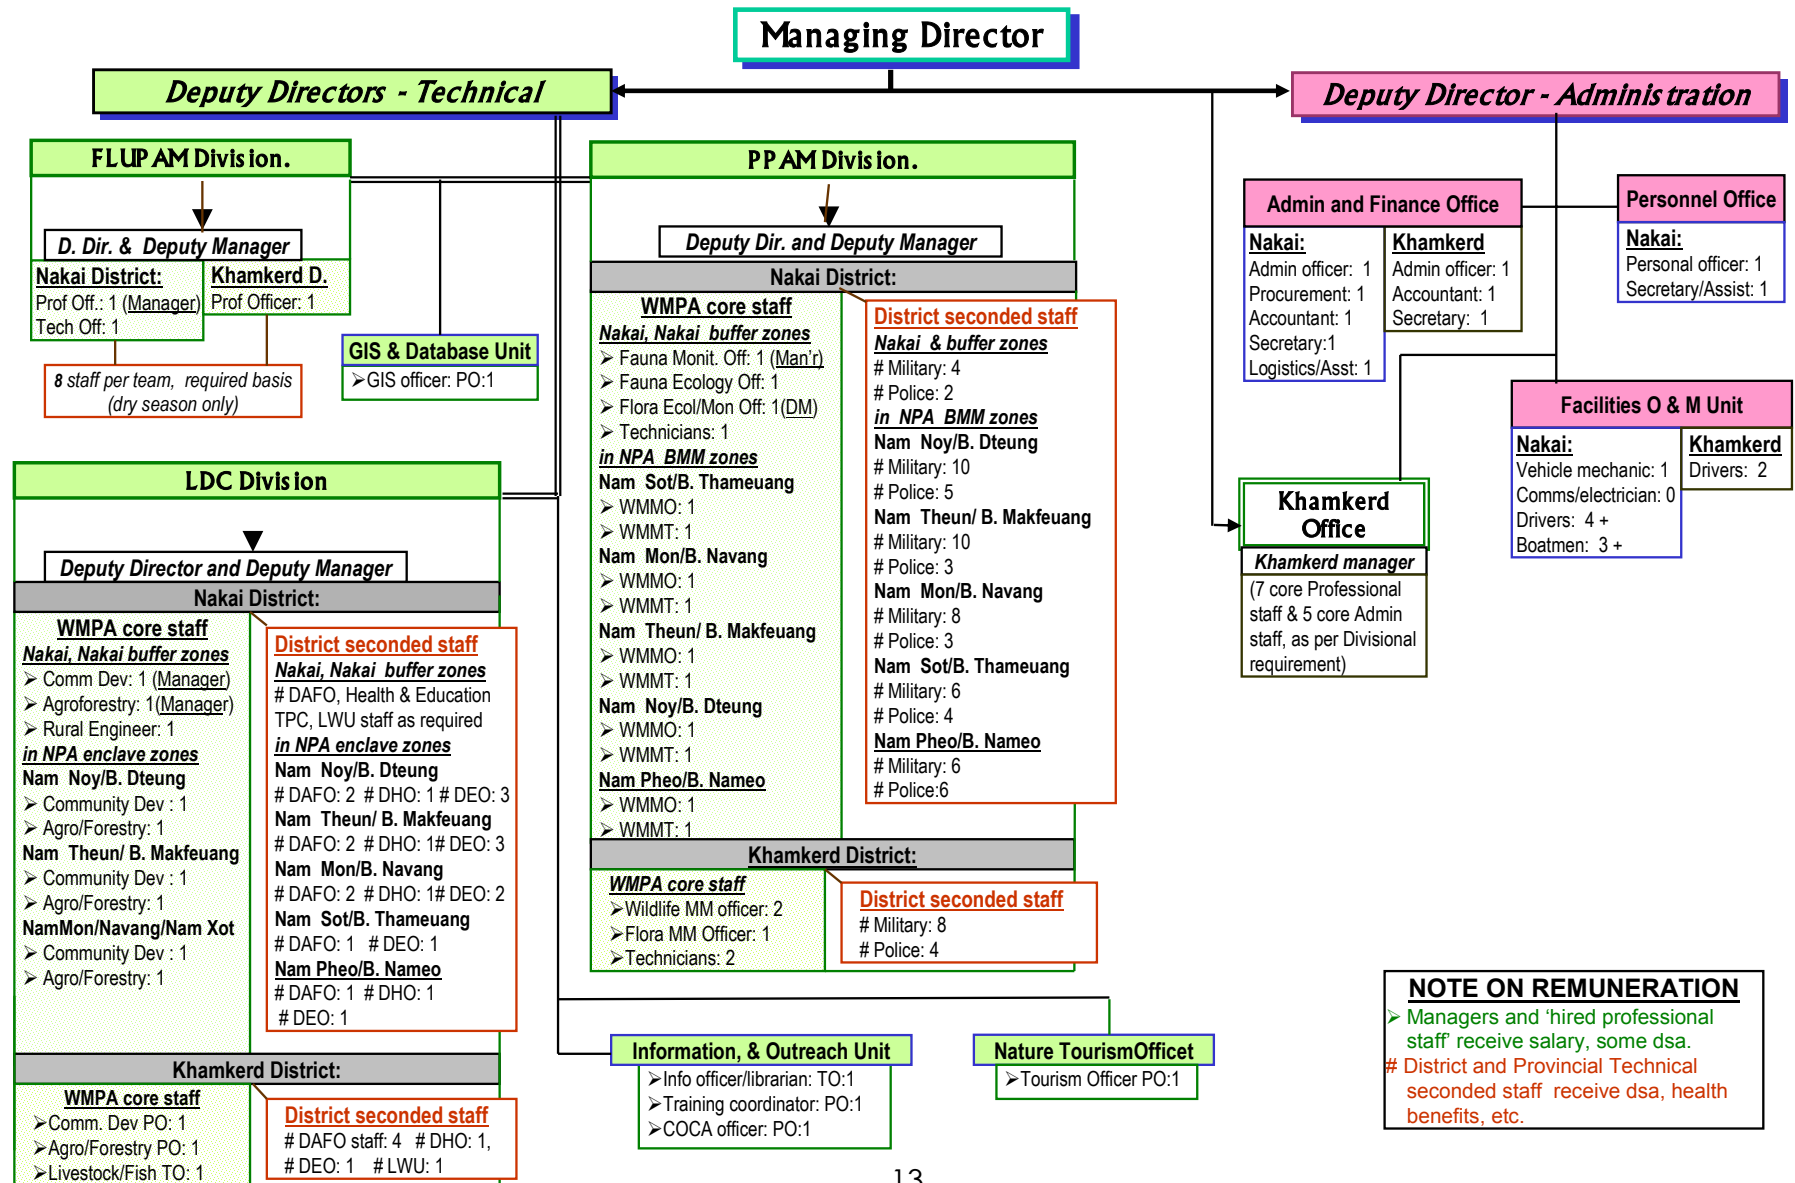 Managing Director
Deputy Directors - Technical
Deputy Director - Administration
FLUPAM Division.
D. Dir. & Deputy Manager
Nakai District:
Prof Off.: 1 (Manager)
Tech Off: 1
Khamkerd D.
Prof Officer: 1
8 staff per team, required basis
(dry season only)
GIS & Database Unit
➢GIS officer: PO:1
PPAM Division.
Deputy Dir. and Deputy Manager
Nakai District:
WMPA core staff
Nakai, Nakai buffer zones
➢ Fauna Monit. Off: 1 (Man'r)
➢ Fauna Ecology Off: 1
➢ Flora Ecol/Mon Off: 1(DM)
➢ Technicians: 1
in NPA BMM zones
Nam Sot/B. Thameuang
➢ WMMO: 1
➢ WMMT: 1
Nam Mon/B. Navang
➢ WMMO: 1
➢ WMMT: 1
Nam Theun/ B. Makfeuang
➢ WMMO: 1
➢ WMMT: 1
Nam Noy/B. Dteung
➢ WMMO: 1
➢ WMMT: 1
Nam Pheo/B. Nameo
➢ WMMO: 1
➢ WMMT: 1
District seconded staff
Nakai & buffer zones
# Military: 4
# Police: 2
in NPA BMM zones
Nam Noy/B. Dteung
# Military: 10
# Police: 5
Nam Theun/ B. Makfeuang
# Military: 10
# Police: 3
Nam Mon/B. Navang
# Military: 8
# Police: 3
Nam Sot/B. Thameuang
# Military: 6
# Police: 4
Nam Pheo/B. Nameo
# Military: 6
# Police:6
Khamkerd District:
WMPA core staff
➢Wildlife MM officer: 2
➢Flora MM Officer: 1
➢Technicians: 2
District seconded staff
# Military: 8
# Police: 4
LDC Division
Deputy Director and Deputy Manager
Nakai District:
WMPA core staff
Nakai, Nakai buffer zones
➢ Comm Dev: 1 (Manager)
➢ Agroforestry: 1(Manager)
➢ Rural Engineer: 1
in NPA enclave zones
Nam Noy/B. Dteung
➢ Community Dev : 1
➢ Agro/Forestry: 1
Nam Theun/ B. Makfeuang
➢ Community Dev : 1
➢ Agro/Forestry: 1
NamMon/Navang/Nam Xot
➢ Community Dev : 1
➢ Agro/Forestry: 1
District seconded staff
Nakai, Nakai buffer zones
# DAFO, Health & Education
TPC, LWU staff as required
in NPA enclave zones
Nam Noy/B. Dteung
# DAFO: 2 # DHO: 1 # DEO: 3
Nam Theun/ B. Makfeuang
# DAFO: 2 # DHO: 1# DEO: 3
Nam Mon/B. Navang
# DAFO: 2 # DHO: 1# DEO: 2
Nam Sot/B. Thameuang
# DAFO: 1 # DEO: 1
Nam Pheo/B. Nameo
# DAFO: 1 # DHO: 1
# DEO: 1
Khamkerd District:
WMPA core staff
➢Comm. Dev PO: 1
➢Agro/Forestry PO: 1
➢Livestock/Fish TO: 1
District seconded staff
# DAFO staff: 4 # DHO: 1,
# DEO: 1 # LWU: 1
Information, & Outreach Unit
➢Info officer/librarian: TO:1
➢Training coordinator: PO:1
➢COCA officer: PO:1
Nature TourismOfficet
➢Tourism Officer PO:1
Admin and Finance Office
Nakai:
Admin officer: 1
Procurement: 1
Accountant: 1
Secretary:1
Logistics/Asst: 1
Khamkerd
Admin officer: 1
Accountant: 1
Secretary: 1
Personnel Office
Nakai:
Personal officer: 1
Secretary/Assist: 1
Facilities O & M Unit
Nakai:
Vehicle mechanic: 1
Comms/electrician: 0
Drivers: 4 +
Boatmen: 3 +
Khamkerd
Drivers: 2
Khamkerd
Office
Khamkerd manager
(7 core Professional
staff & 5 core Admin
staff, as per Divisional
requirement)
NOTE ON REMUNERATION
➢ Managers and 'hired professional
staff' receive salary, some dsa.
# District and Provincial Technical
seconded staff receive dsa, health
benefits, etc.
13